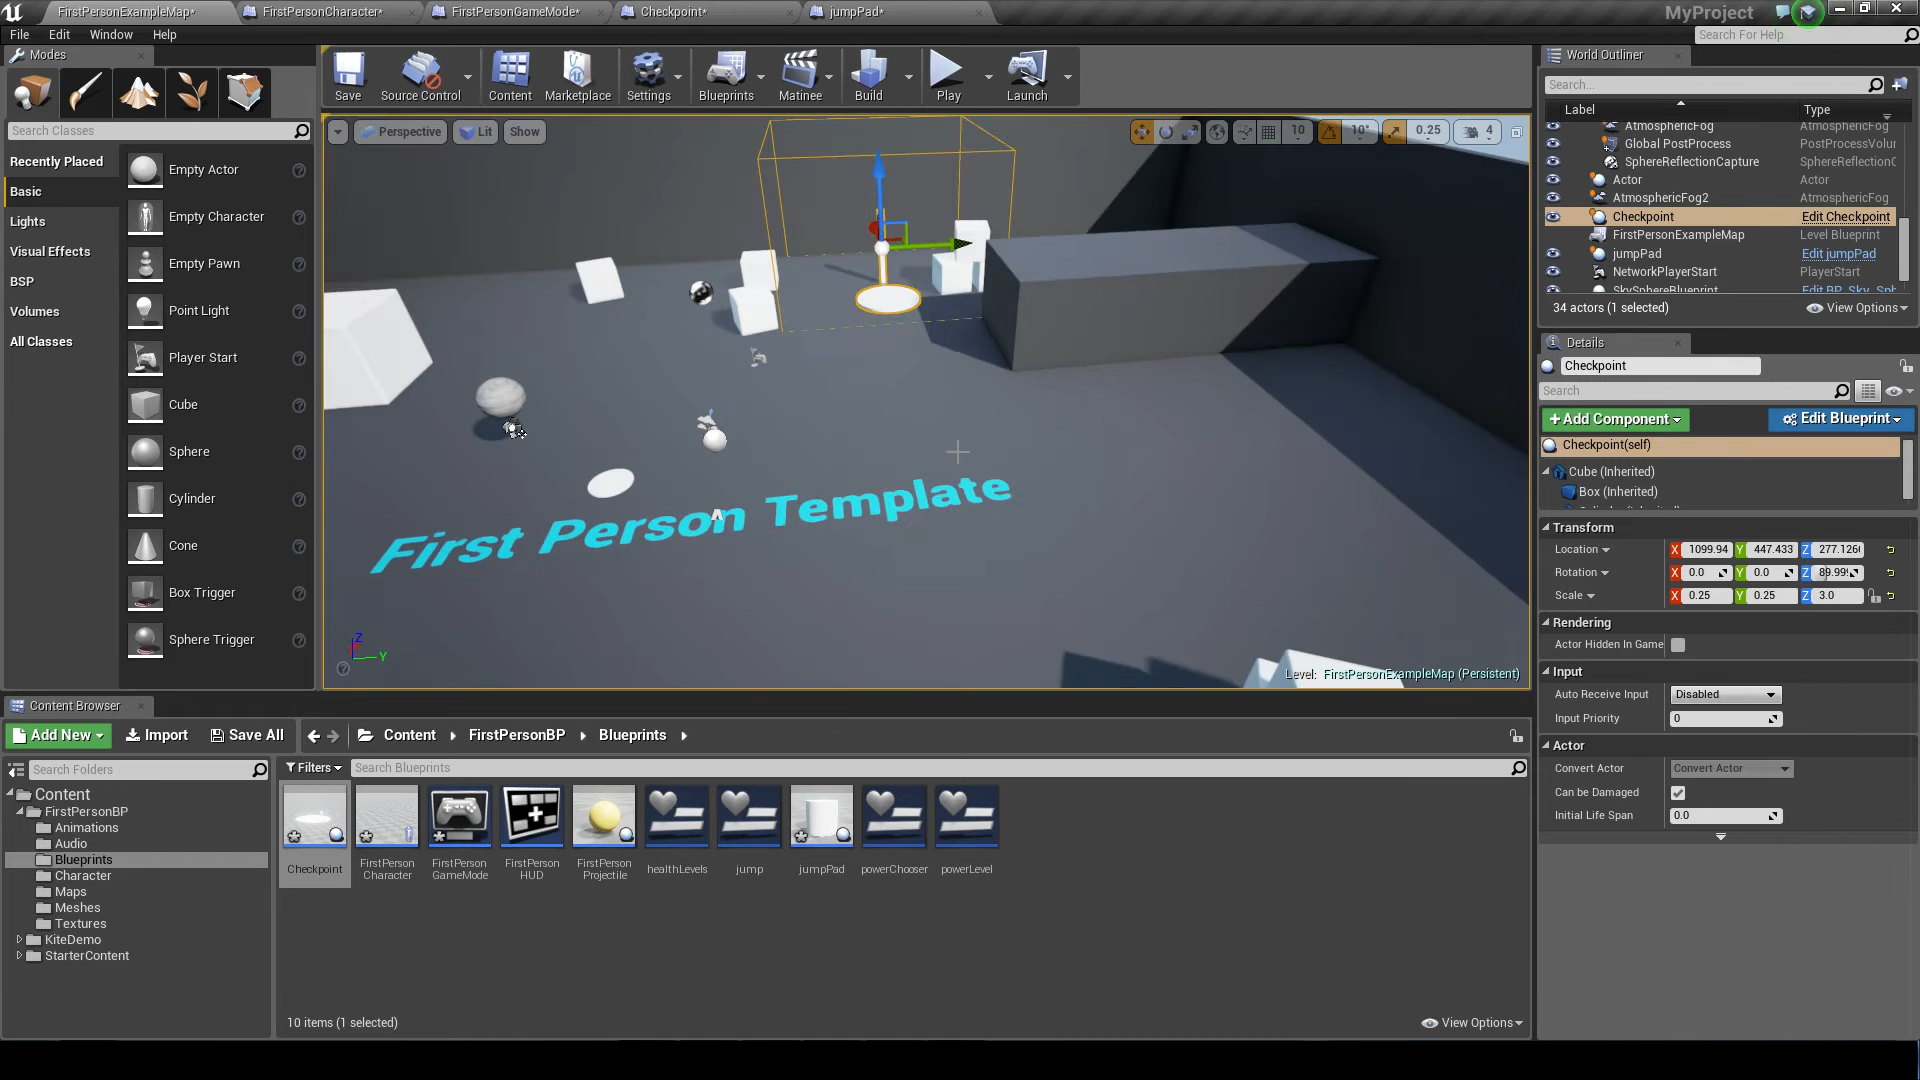 FirstPersonExampleMap*
FirstPersonCharacter*
FirstPersonGameMode*
Checkpoint*
jumpPad*
MyProject
File
Edit
Window
Help
Search For Help
Modes
Search Classes
Recently Placed
Basic
Lights
Visual Effects
BSP
Volumes
All Classes
Empty Actor
Empty Character
Empty Pawn
Point Light
Player Start
Cube
Sphere
Cylinder
Cone
Box Trigger
Sphere Trigger
Save
Source Control
Content
Marketplace
Settings
Blueprints
Matinee
Build
Play
Launch
Perspective
Lit
Show
10
10°
0.25
4
First Person Template
Z
Y
Level: FirstPersonExampleMap (Persistent)
World Outliner
Search...
Label
Type
AtmosphericFog
AtmosphericFog
Global PostProcess
PostProcessVolur
SphereReflectionCapture
SphereReflectionC
Actor
Actor
AtmosphericFog2
AtmosphericFog
Checkpoint
Edit Checkpoint
FirstPersonExampleMap
Level Blueprint
jumpPad
Edit jumpPad
NetworkPlayerStart
PlayerStart
SkySphereBlueprint
Edit BP_Sky_Sph
34 actors (1 selected)
View Options
Details
Checkpoint
Search
+Add Component
Edit Blueprint
Checkpoint(self)
Cube (Inherited)
Box (Inherited)
Transform
Location
X 1099.94
Y 447.433
Z 277.126
Rotation
X 0.0
Y 0.0
Z 89.999
Scale
X 0.25
Y 0.25
Z 3.0
Rendering
Actor Hidden In Game
Input
Auto Receive Input
Disabled
Input Priority
0
Actor
Convert Actor
Convert Actor
Can be Damaged
Initial Life Span
0.0
Content Browser
Add New
Import
Save All
Content
FirstPersonBP
Blueprints
Search Folders
Filters
Search Blueprints
Content
FirstPersonBP
Animations
Audio
Blueprints
Character
Maps
Meshes
Textures
KiteDemo
StarterContent
Checkpoint
FirstPerson
Character
FirstPerson
GameMode
FirstPerson
HUD
FirstPerson
Projectile
healthLevels
jump
jumpPad
powerChooser
powerLevel
10 items (1 selected)
View Options